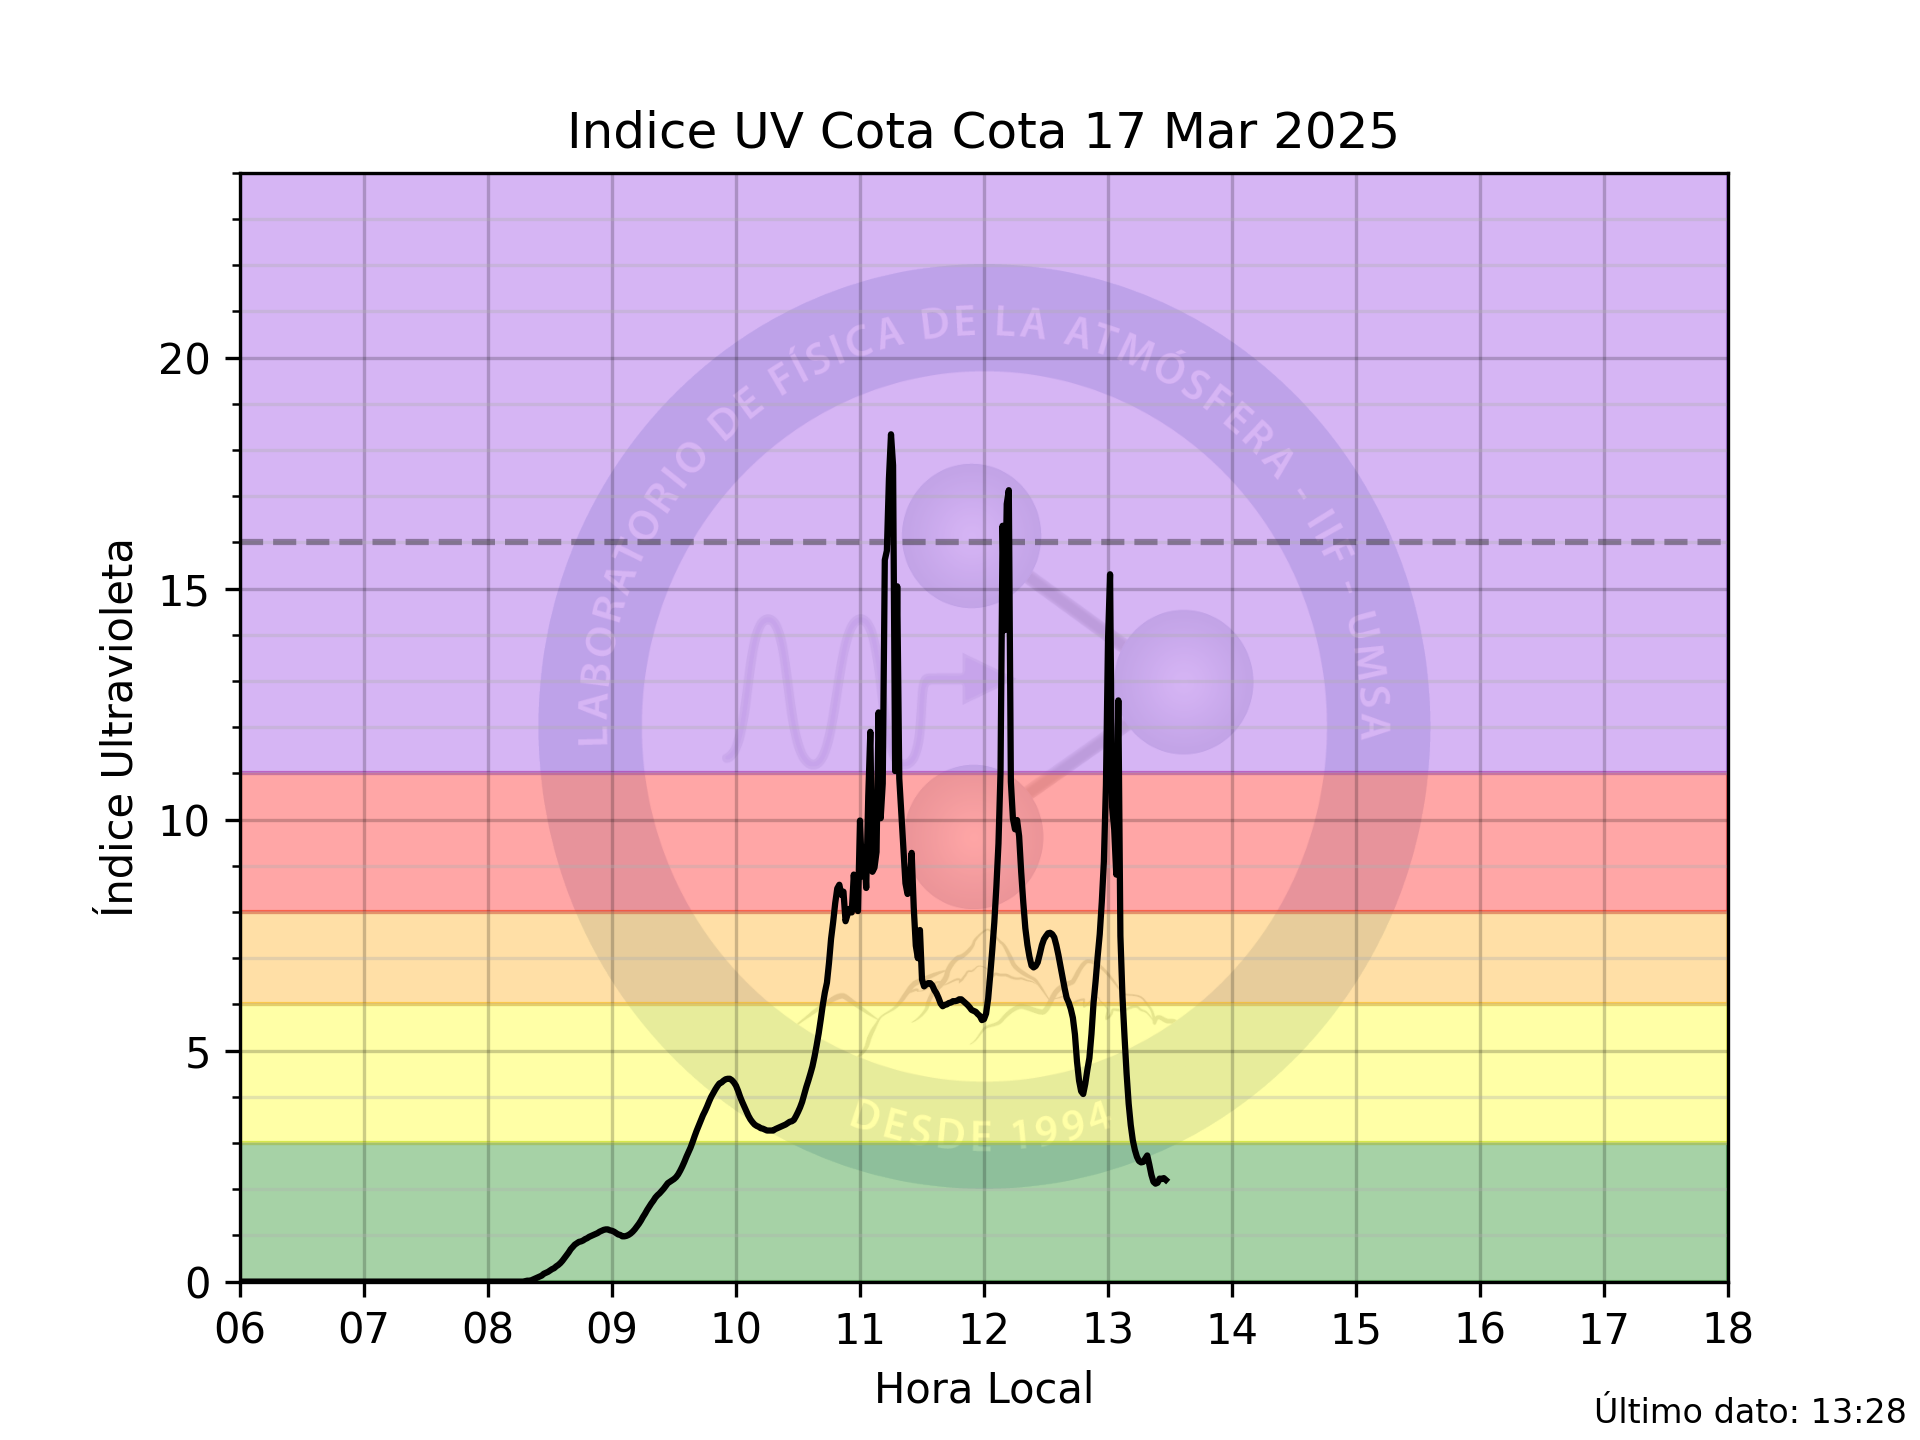 Indice UV Cota Cota 17 Mar 2025
Índice Ultravioleta
20
15
10
5
0
LABORATORIO DE FÍSICA DE LA ATMÓSFERA - IIF - UMSA
DESDE 1994
06 07 08 09 10 11 12 13 14 15 16 17 18
Hora Local
Último dato: 13:28